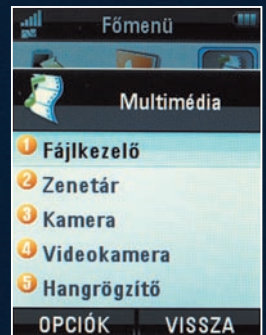 Főmenü
Multimédia
1 Fájlkezelő
2 Zenetár
3 Kamera
4 Videokamera
5 Hangrögzítő
OPCIÓK VISSZA